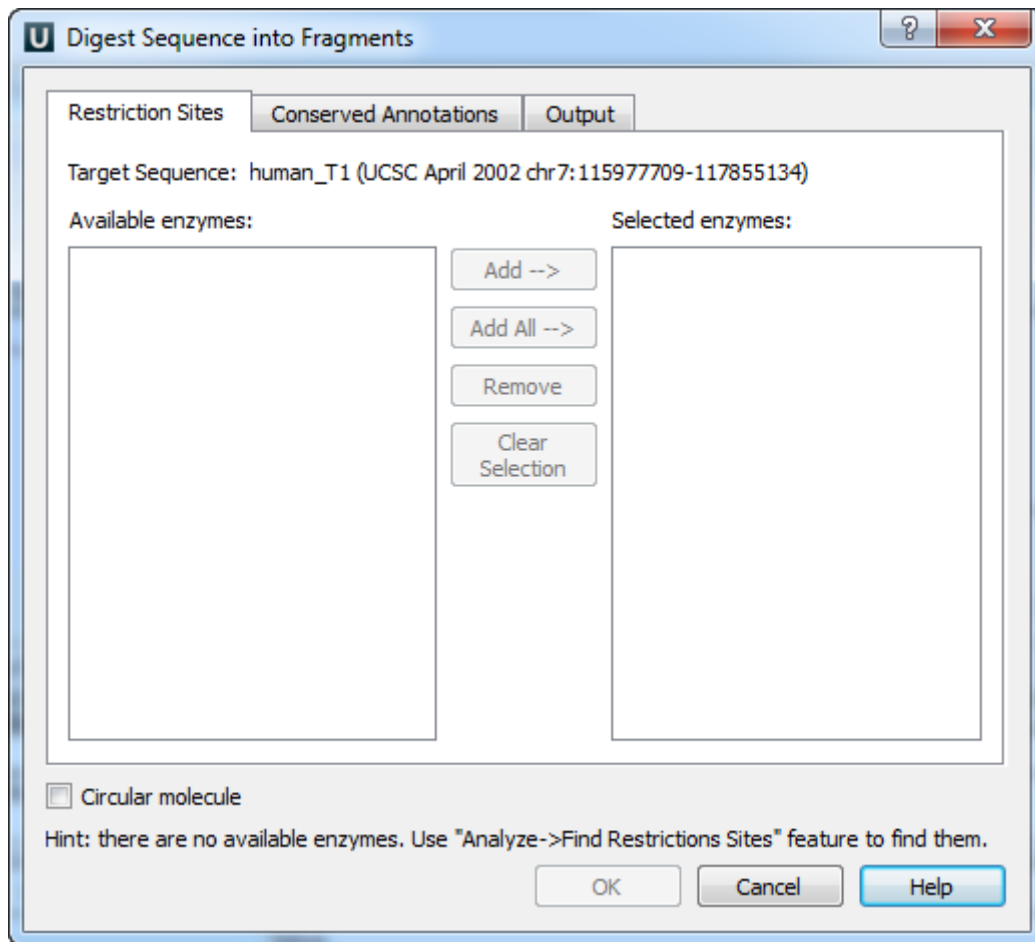 U Digest Sequence into Fragments
Restriction Sites Conserved Annotations Output
Target Sequence: human_T1 (UCSC April 2002 chr7:115977709-117855134)
Available enzymes: Selected enzymes:
Add -->
Add All -->
Remove
Clear
Selection
Circular molecule
Hint: there are no available enzymes. Use "Analyze->Find Restrictions Sites" feature to find them.
OK Cancel Help